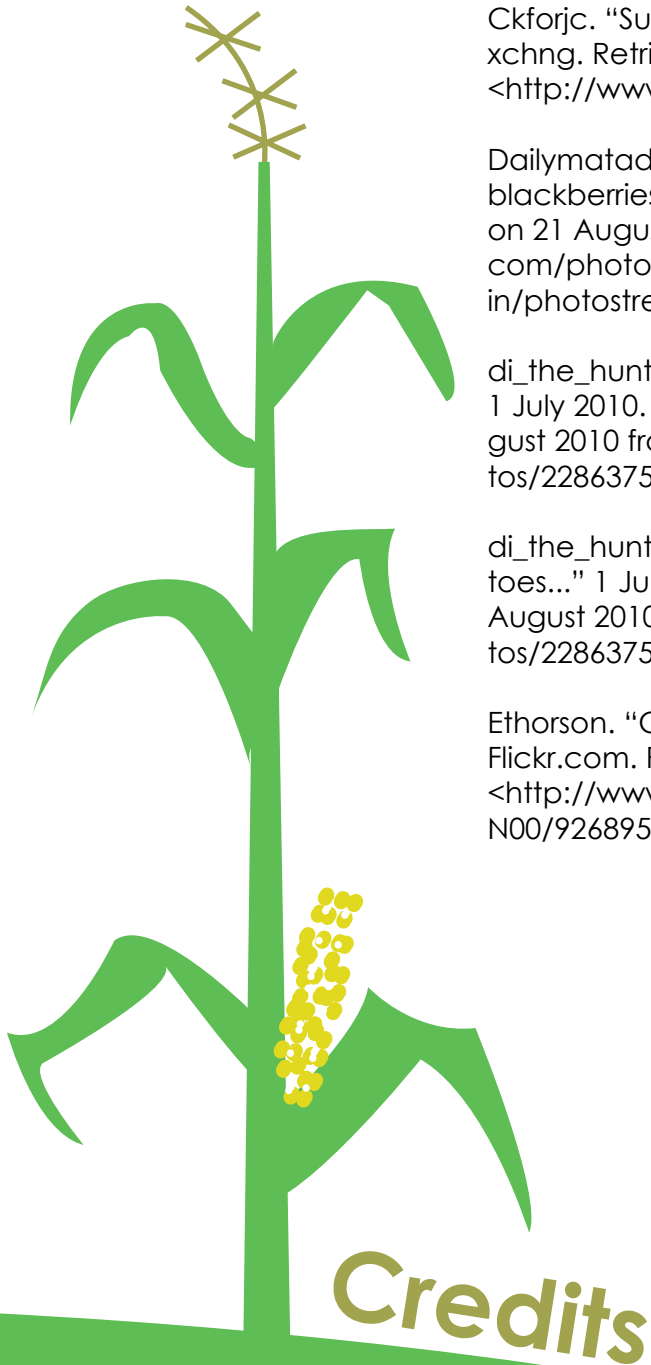 Ckforjc. “Su
xchng. Retri
<http://www
Dailymatad
blackberries
on 21 Augus
com/photo
in/photostre
di_the_hunt
1 July 2010.
gust 2010 fro
tos/2286375
di_the_hunt
toes...” 1 Ju
August 2010
tos/2286375
Ethorson. “C
Flickr.com. R
<http://www
N00/926895
Credits